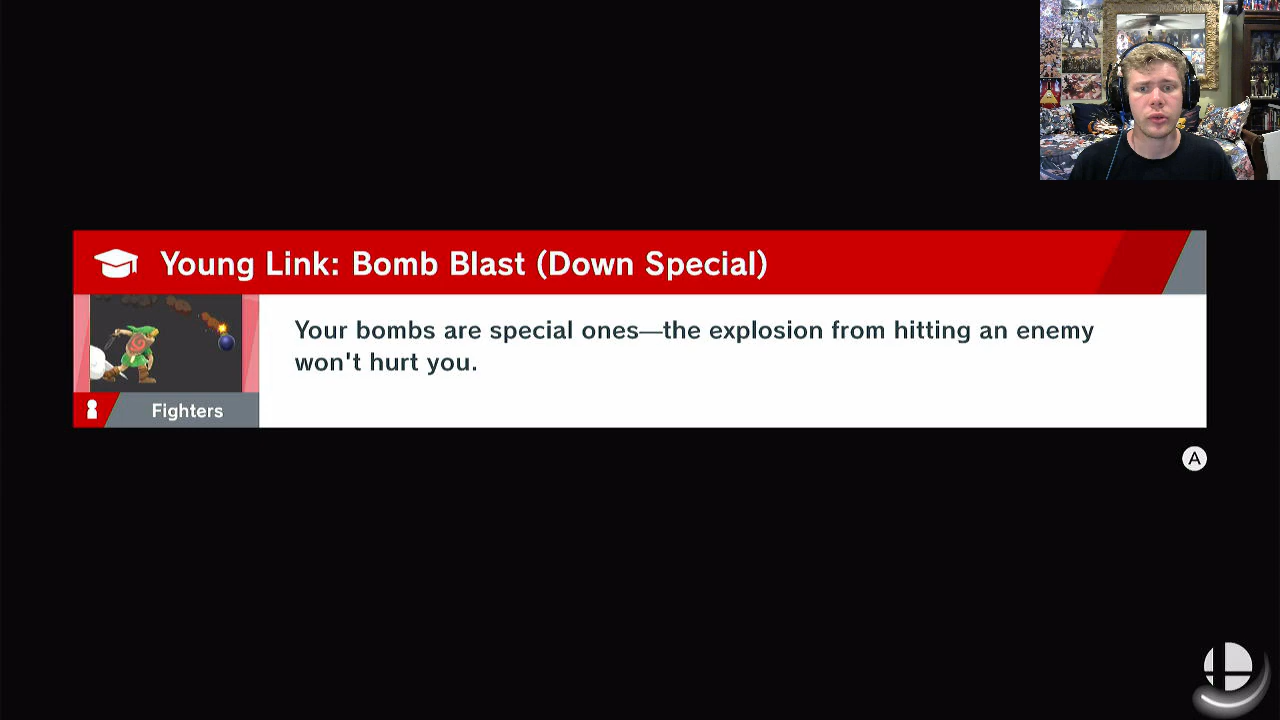 Young Link: Bomb Blast (Down Special)
Your bombs are special ones—the explosion from hitting an enemy
won't hurt you.
Fighters
A